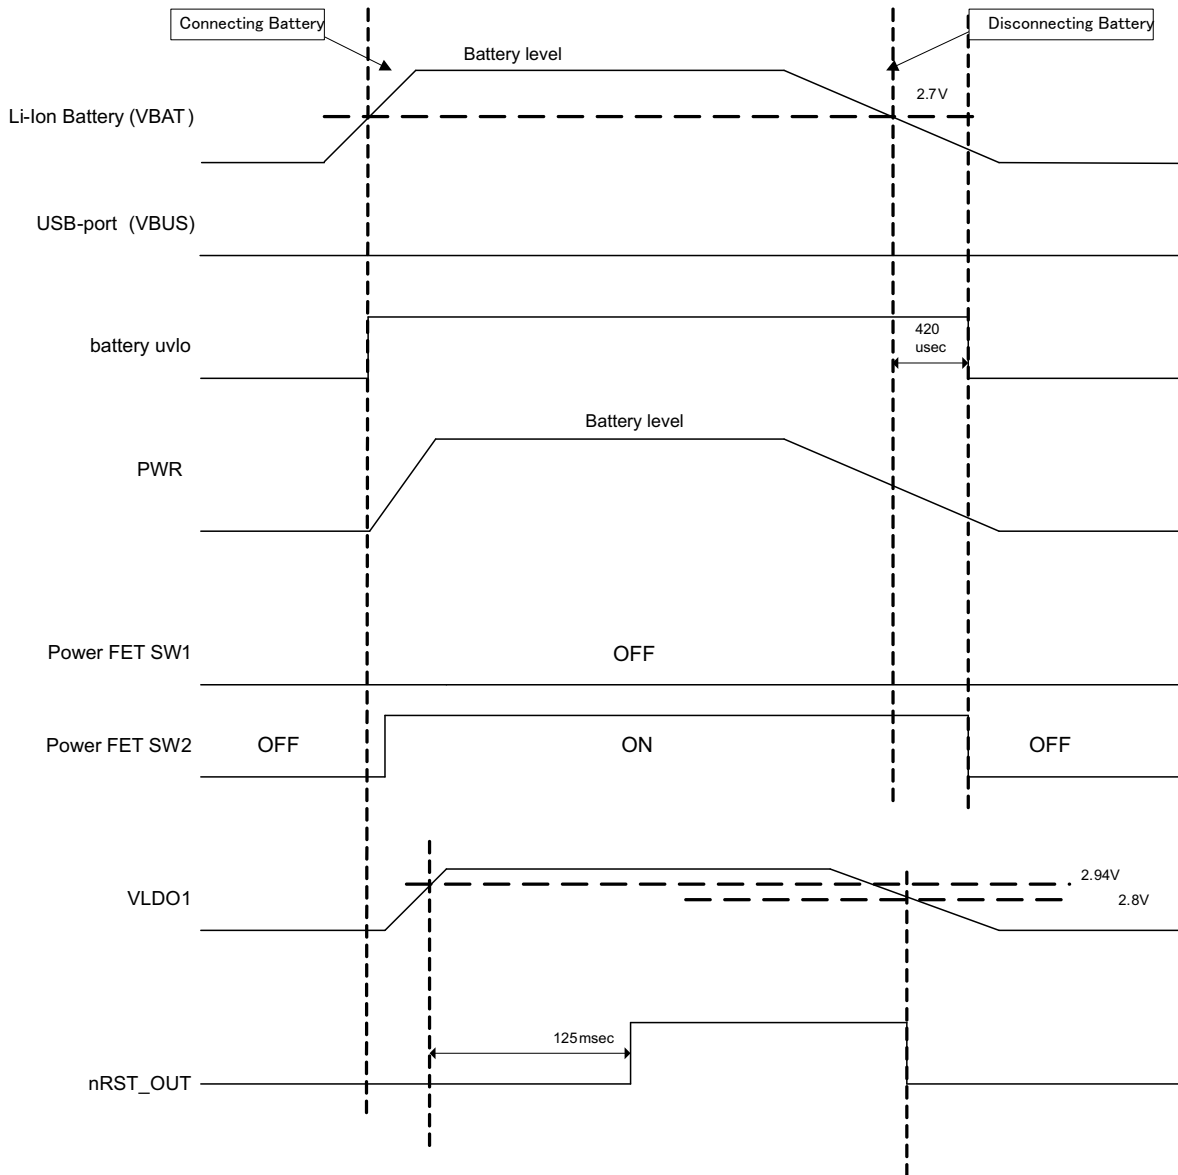 Connecting Battery
Disconnecting Battery
Battery level
2.7V
Li-Ion Battery (VBAT)
USB-port (VBUS)
battery uvlo
420
usec
Battery level
PWR
Power FET SW1
OFF
Power FET SW2
OFF
ON
OFF
VLDO1
2.94V
2.8V
125msec
nRST_OUT